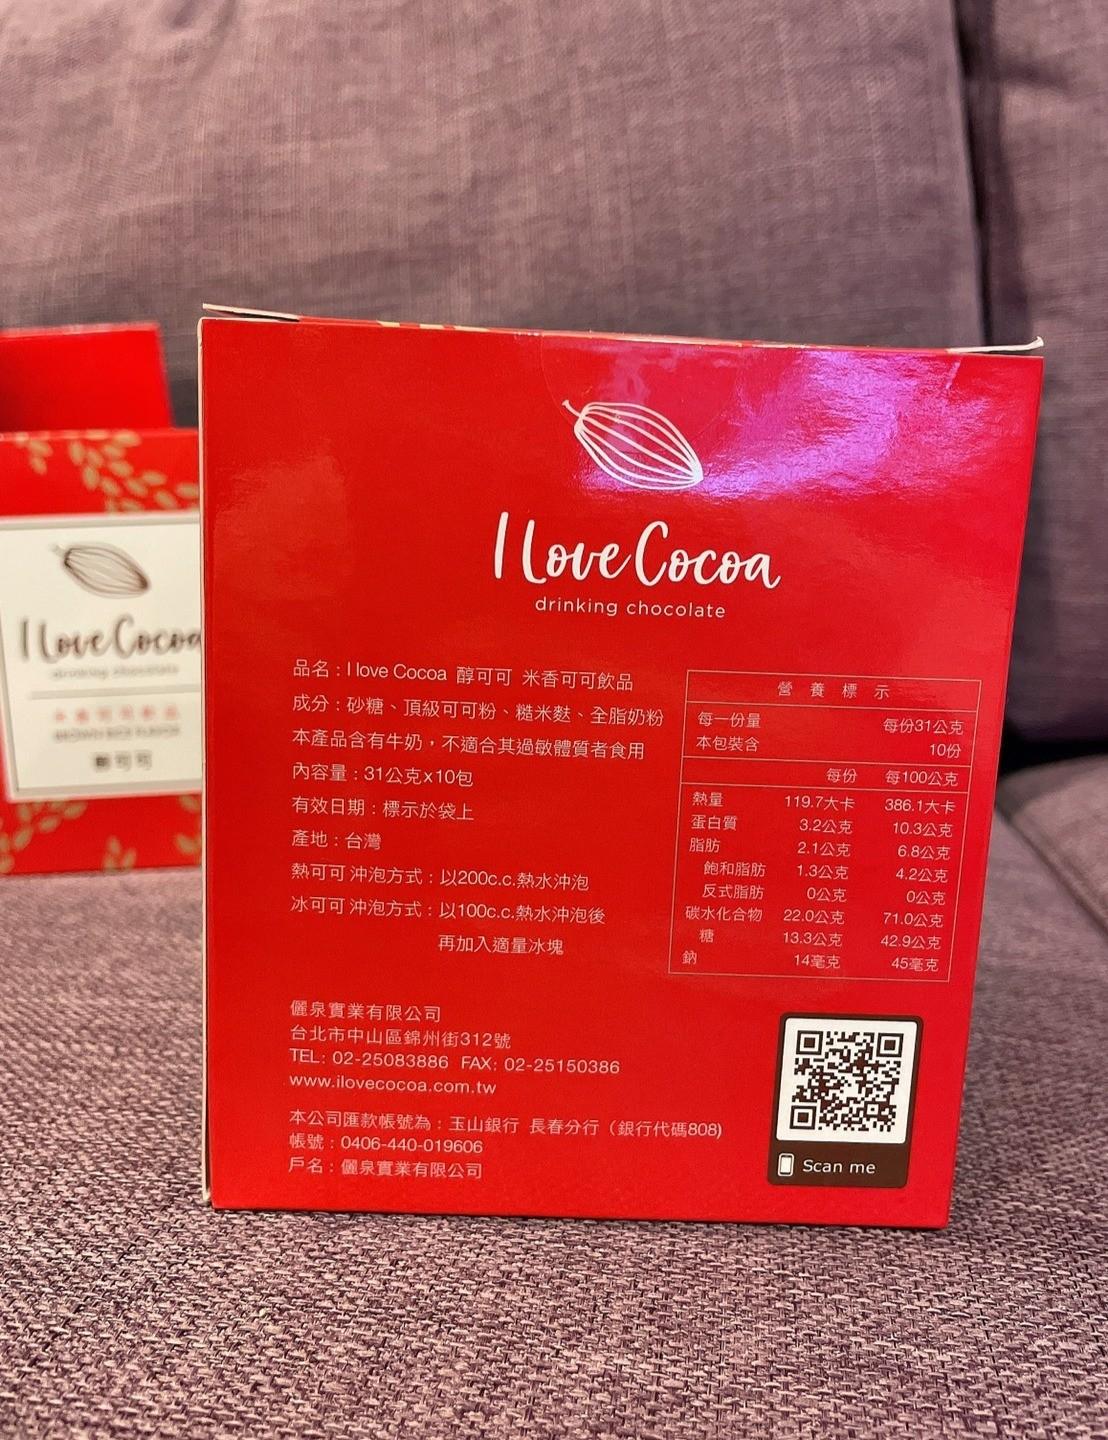 I Love Cocoa
drinking chocolate
品名：I love Cocoa 醇可可 米香可可飲品
成分：砂糖、頂級可可粉、糙米麩、全脂奶粉
本產品含有牛奶，不適合其過敏體質者食用
內容量：31公克x10包
有效日期：標示於袋上
產地：台灣
熱可可 沖泡方式：以200c.c.熱水沖泡
冰可可 沖泡方式：以100c.c.熱水沖泡後
再加入適量冰塊
營養標示
每一份量 每份31公克
本包裝含 10份
每份 每100公克
熱量 119.7大卡 386.1大卡
蛋白質 3.2公克 10.3公克
脂肪 2.1公克 6.8公克
飽和脂肪 1.3公克 4.2公克
反式脂肪 0公克 0公克
碳水化合物 22.0公克 71.0公克
糖 13.3公克 42.9公克
鈉 14毫克 45毫克
儷泉實業有限公司
台北市中山區錦州街312號
TEL: 02-25083886 FAX: 02-25150386
www.ilovecocoa.com.tw
本公司匯款帳號為：玉山銀行 長春分行（銀行代碼808)
帳號：0406-440-019606
戶名：儷泉實業有限公司
Scan me
I Love Cocoa
drinking chocolate
米香可可飲品
BROWN RICE FLAVOR
醇可可